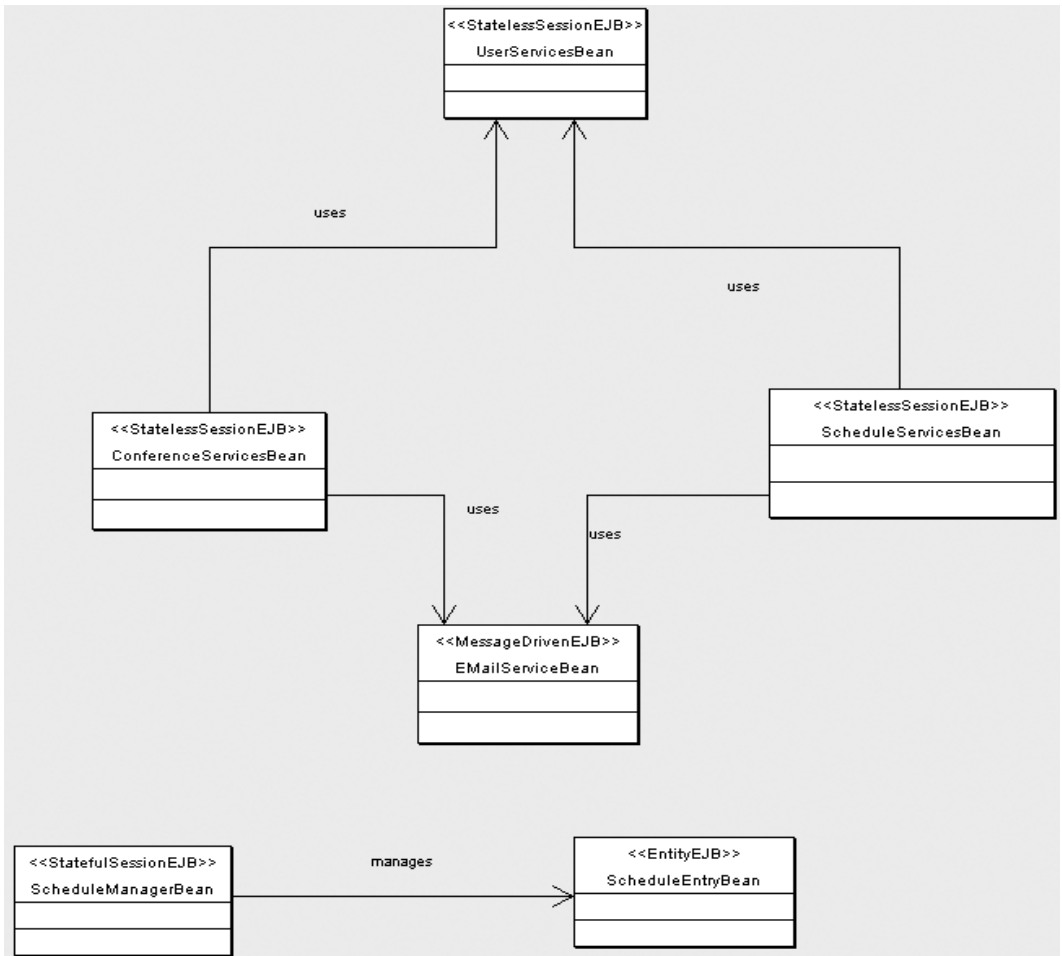 <<StatelessSessionEJB>>
UserServicesBean
uses
uses
<<StatelessSessionEJB>>
ScheduleServicesBean
<<StatelessSessionEJB>>
ConferenceServicesBean
uses
uses
<<MessageDrivenEJB>>
EMailServiceBean
<<StatefulSessionEJB>>
ScheduleManagerBean
manages
<<EntityEJB>>
ScheduleEntryBean